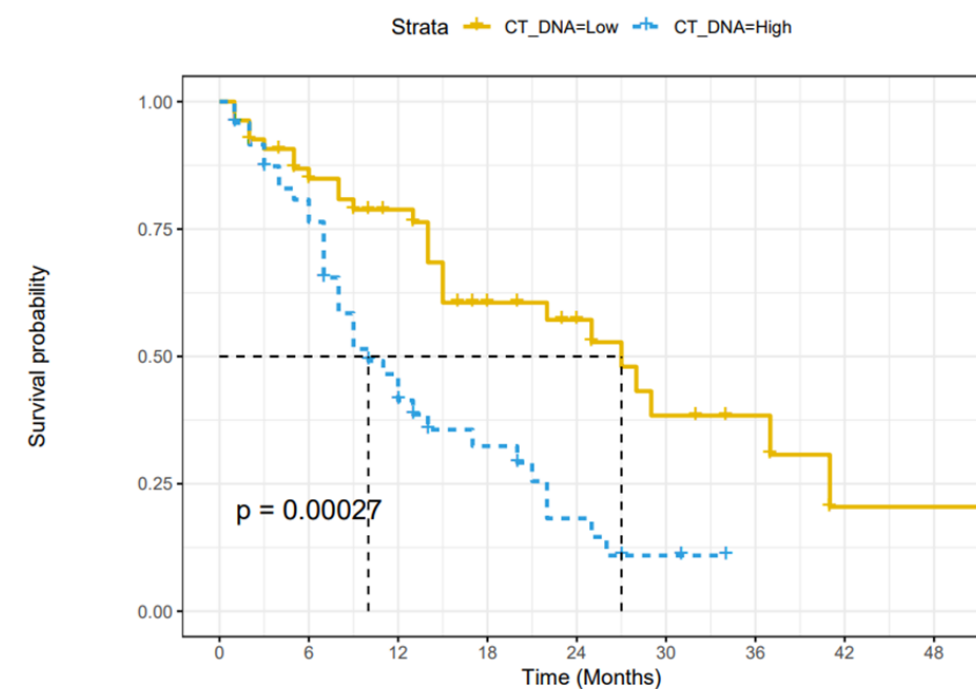 Strata CT_DNA=Low CT_DNA=High
1.00
0.75
0.50
0.25
0.00
Survival probability
p = 0.00027
0 6 12 18 24 30 36 42 48
Time (Months)